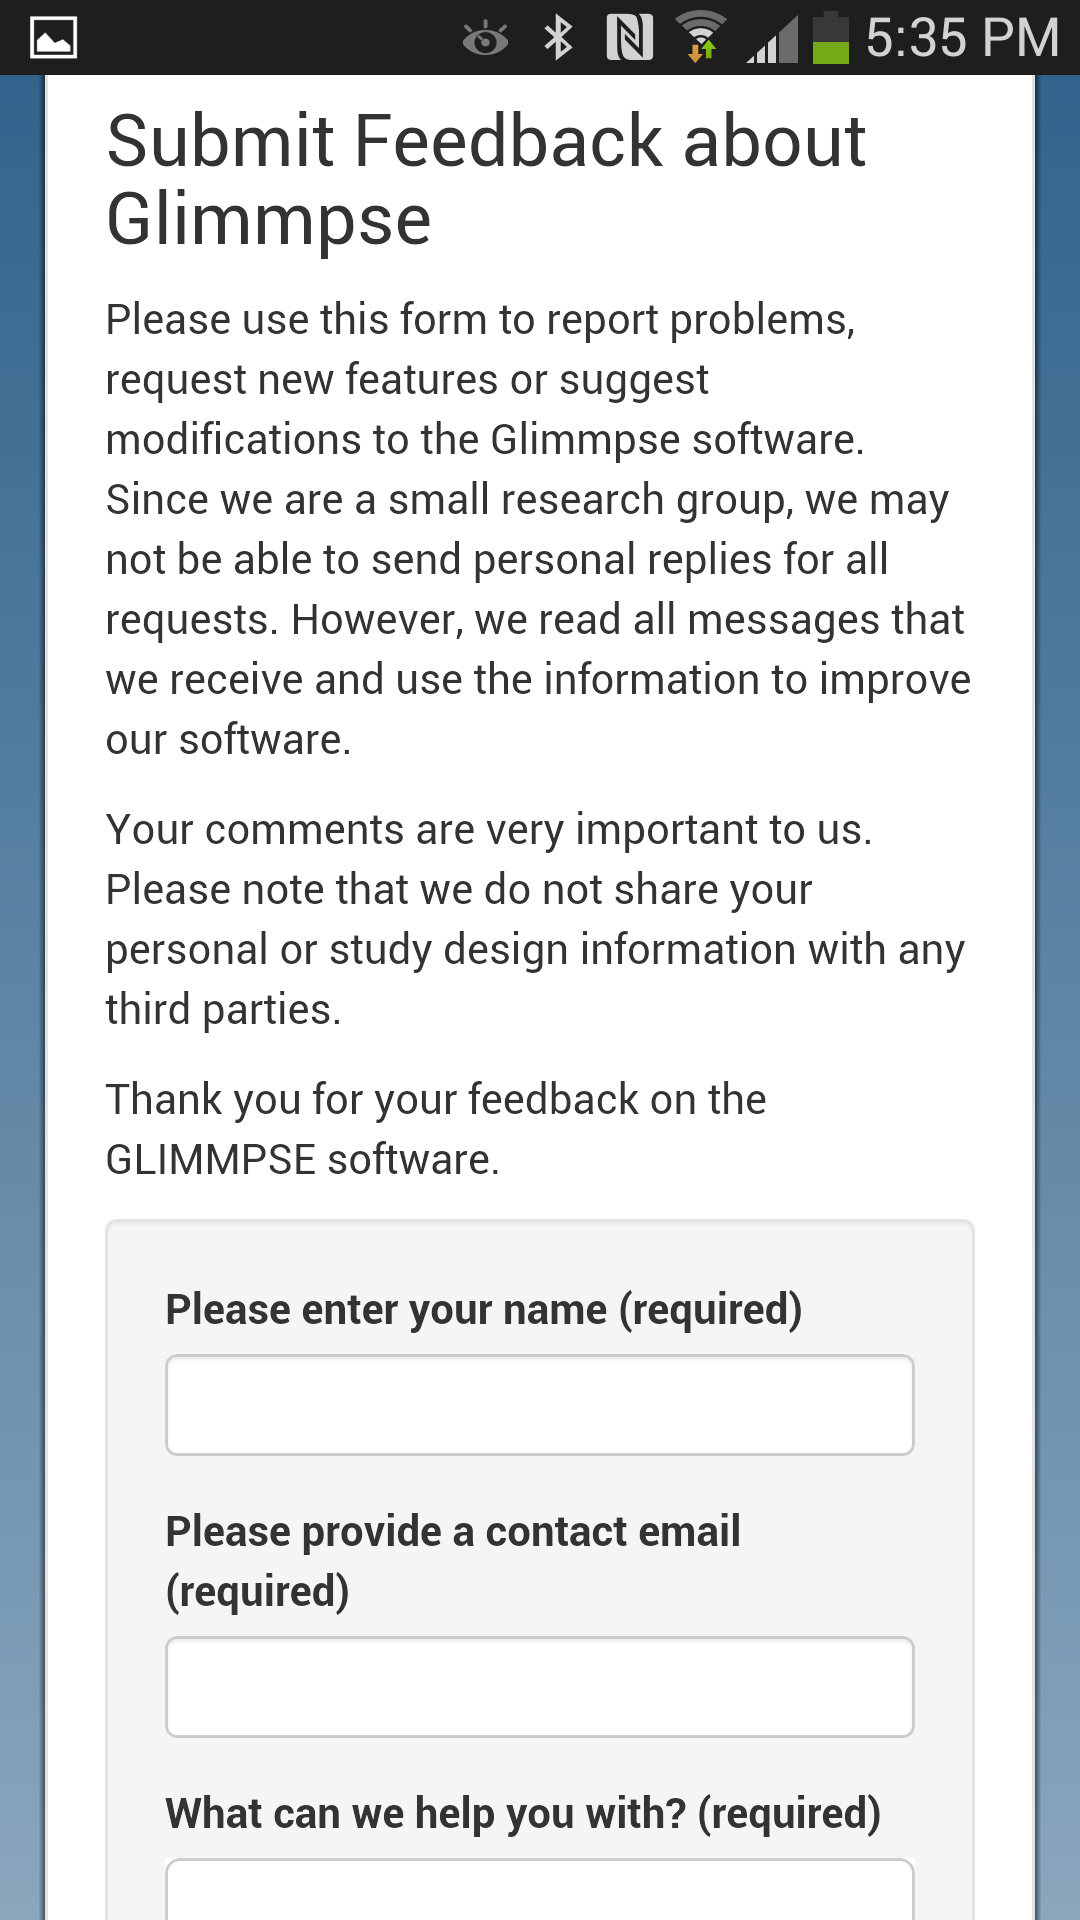 5:35 PM
Submit Feedback about
Glimmpse
Please use this form to report problems,
request new features or suggest
modifications to the Glimmpse software.
Since we are a small research group, we may
not be able to send personal replies for all
requests. However, we read all messages that
we receive and use the information to improve
our software.
Your comments are very important to us.
Please note that we do not share your
personal or study design information with any
third parties.
Thank you for your feedback on the
GLIMMPSE software.
Please enter your name (required)
Please provide a contact email
(required)
What can we help you with? (required)